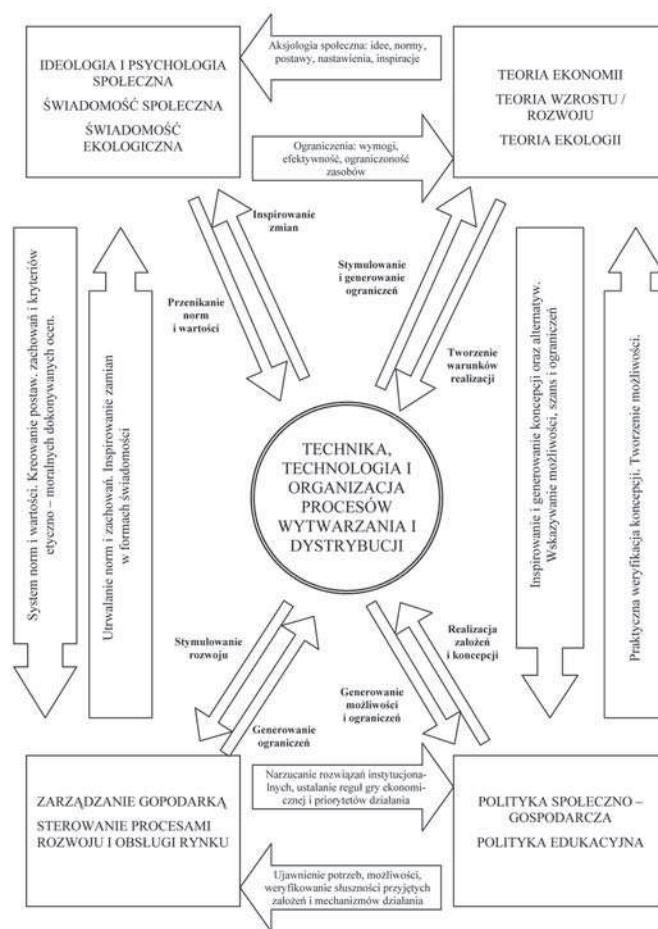 IDEOLOGIA I PSYCHOLOGIA
SPOŁECZNA
ŚWIADOMOŚĆ SPOŁECZNA
ŚWIADOMOŚĆ
EKOLOGICZNA
Aksjologia społeczna: idee, normy,
postawy, nastawienia, inspiracje
TEORIA EKONOMII
TEORIA WZROSTU /
ROZWOJU
TEORIA EKOLOGII
Ograniczenia: wymogi,
efektywność, ograniczoność
zasobów
Inspirowanie
zmian
Stymulowanie
i generowanie
ograniczeń
Przenikanie
norm
i wartości
Tworzenie
warunków
realizacji
System norm i wartości. Kreowanie postaw. zachowań i kryteriów
etyczno – moralnych dokonywanych ocen.
Utrwalanie norm i zachowań. Inspirowanie zamian
w formach świadomości
TECHNIKA,
TECHNOLOGIA I
ORGANIZACJA
PROCESÓW
WYTWARZANIA I
DYSTRYBUCJI
Inspirowanie i generowanie koncepcji oraz alternatyw.
Wskazywanie możliwości, szans i ograniczeń
Praktyczna weryfikacja koncepcji. Tworzenie możliwości.
Stymulowanie
rozwoju
Realizacja
założeń
i koncepcji
Generowanie
ograniczeń
Generowanie
możliwości
i ograniczeń
ZARZĄDZANIE GOPODARKĄ
STEROWANIE PROCESAMI
ROZWOJU I OBSŁUGI RYNKU
Narzucanie rozwiązań instytucjonal-
nych, ustalanie reguł gry ekonomi-
cznej i priorytetów działania
POLITYKA SPOŁECZNO –
GOSPODARCZA
POLITYKA EDUKACYJNA
Ujawnienie potrzeb, możliwości,
weryfikowanie słuszności przyjętych
założeń i mechanizmów działania